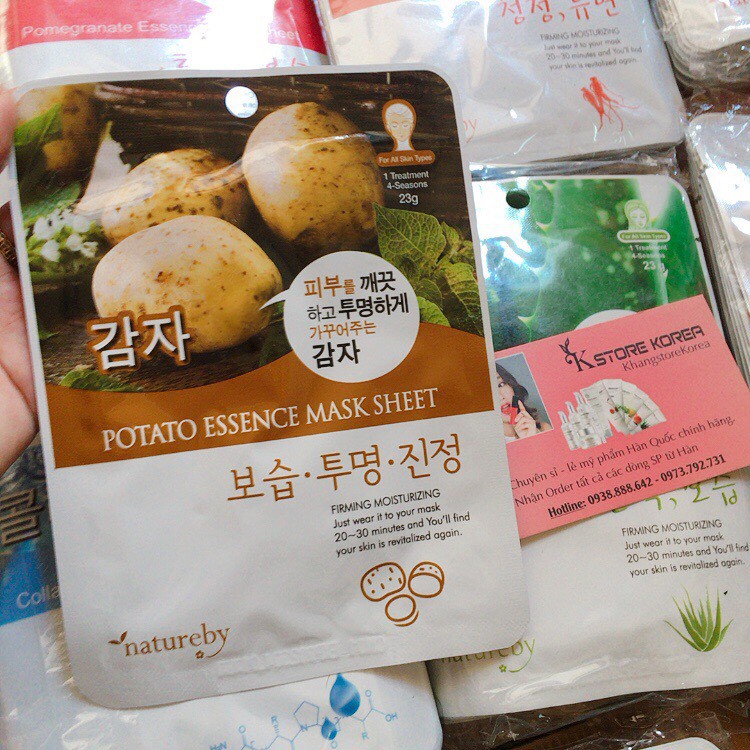 Pomegranate Essence
정정, 뷰
FIRMING MOISTURIZING
Just wear it to your mask
20~30 minutes and You'll find
your skin is revitalized again.
For All Skin Types
1 Treatment
4-Seasons
23g
피부를 깨끗
하고 투명하게
가꾸어주는
감자
감자
POTATO ESSENCE MASK SHEET
보습·투명·진정
FIRMING MOISTURIZING
Just wear it to your mask
20~30 minutes and You'll find
your skin is revitalized again.
natureby
For All Skin Types
1 Treatment
4-Seasons
23g
K STORE KOREA
KhangstoreKorea
Chuyên sỉ - lẻ mỹ phẩm Hàn Quốc chính hãng.
Nhận Order tất cả các dòng SP từ Hàn
Hotline: 0938.888.642 - 0973.792.731
FIRMING MOISTURIZING
Just wear it to your mask
20~30 minutes and You'll find
your skin is revitalized again.
natureby
콜
Colla
OH